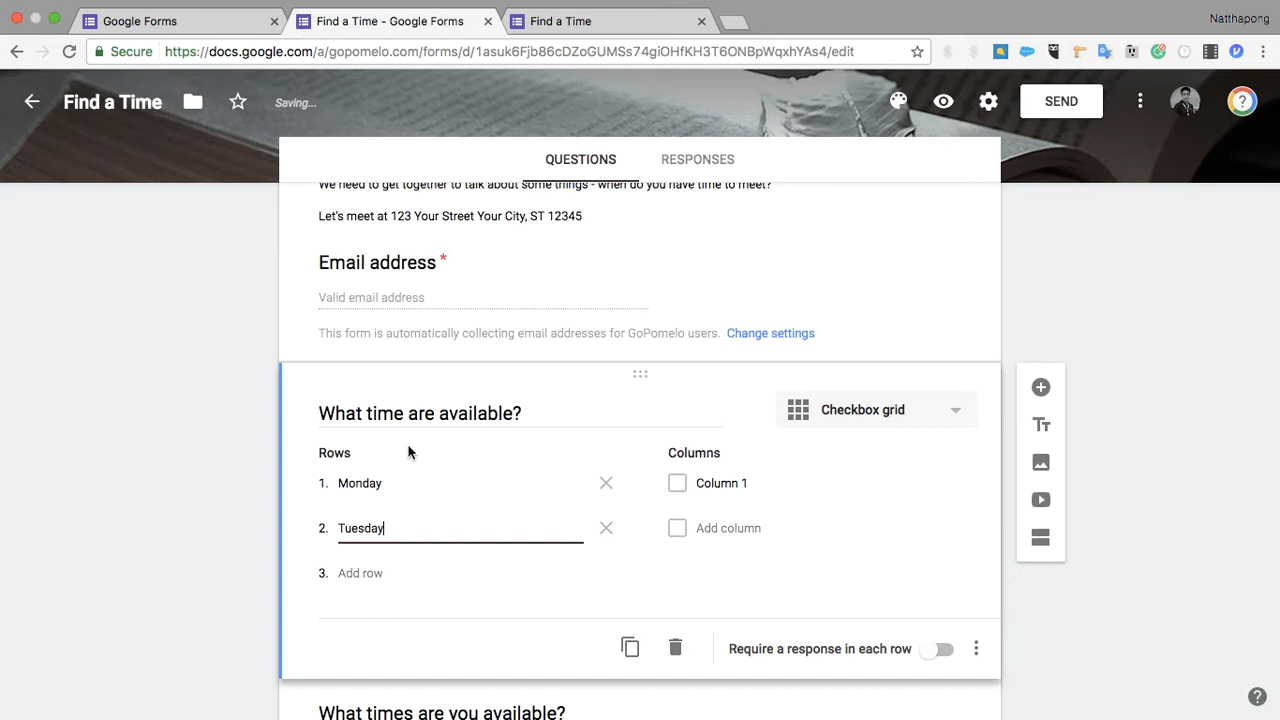 Google Forms
Find a Time - Google Forms
Find a Time
Natthapong
Secure
https://docs.google.com/a/gopomelo.com/forms/d/1asuk6Fjb86cDZoGUMSs74giOHfKH3T6ONBpWqxhYAs4/edit
Find a Time
Saving...
SEND
QUESTIONS
RESPONSES
We need to get together to talk about some things - when do you have time to meet?
Let's meet at 123 Your Street Your City, ST 12345
Email address *
Valid email address
This form is automatically collecting email addresses for GoPomelo users. Change settings
What time are available?
Checkbox grid
Rows
Columns
1. Monday
Column 1
2. Tuesday
Add column
3. Add row
Require a response in each row
What times are you available?